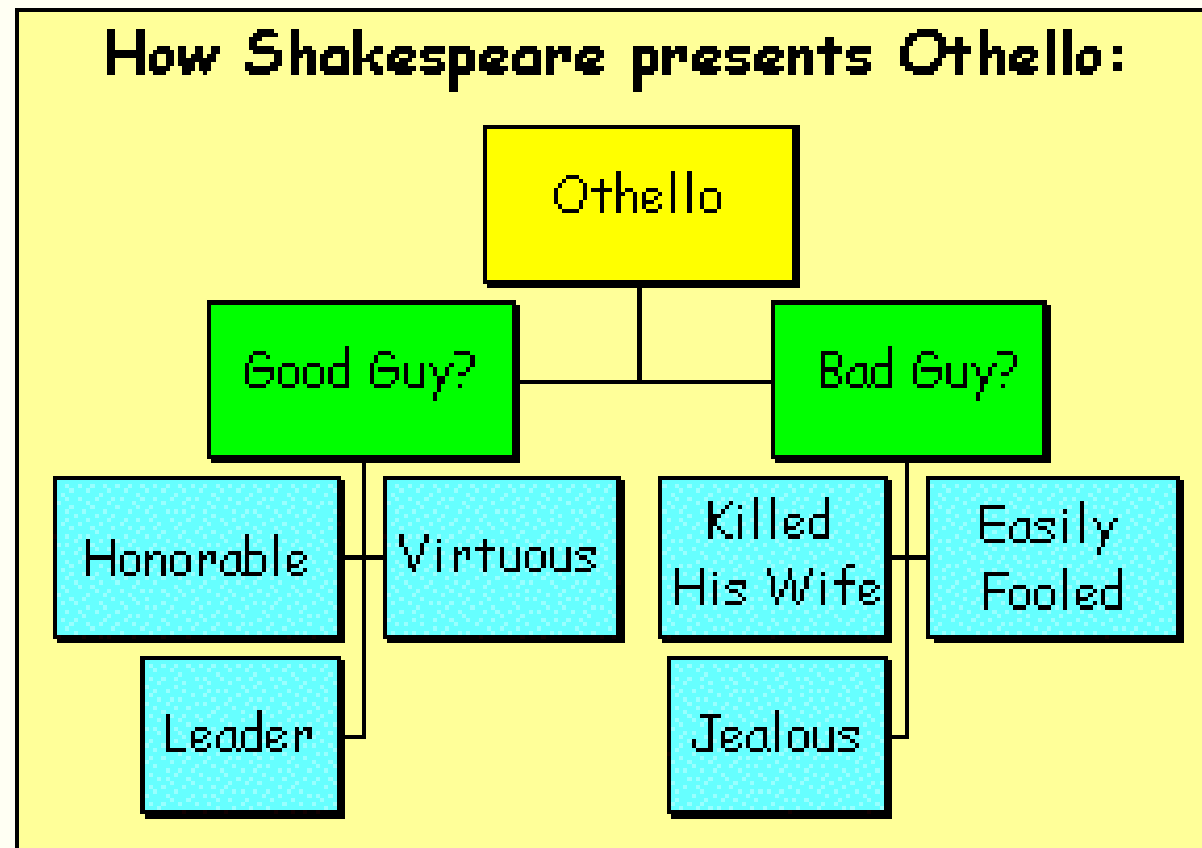 How Shakespeare presents Othello:
Othello
Good Guy?
Bad Guy?
Honorable
Virtuous
Killed
His Wife
Easily
Fooled
Leader
Jealous